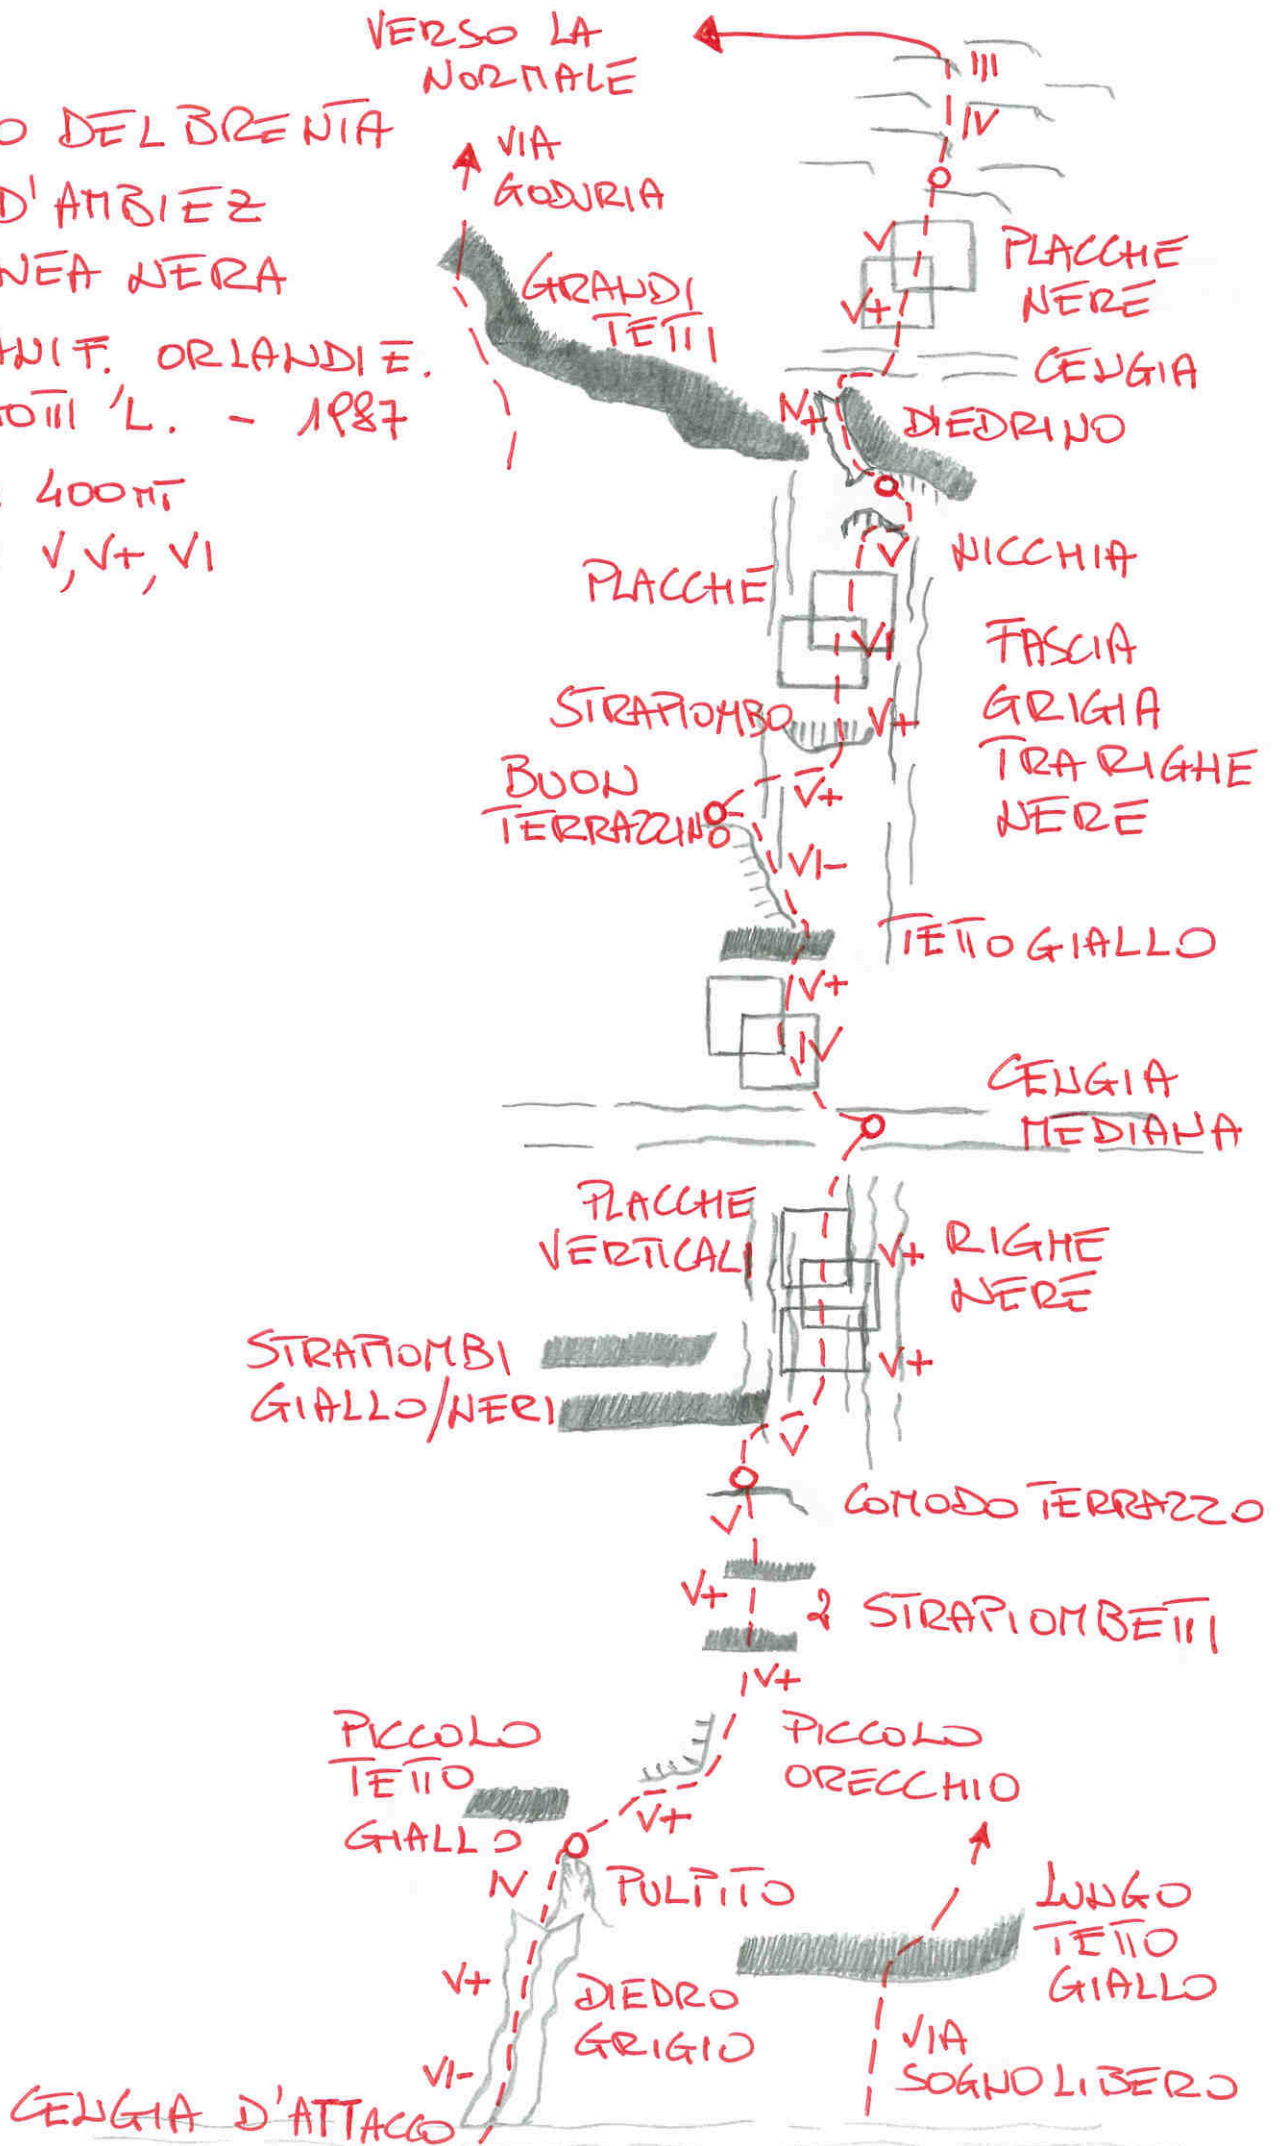 VERSO LA
NORMALE
III
IV
O DEL BRENTA
D'AMBIEZ
NEA NERA
ANI F. ORLANDI E.
OTTI L. - 1987
400 MT
V, V+, VI
VIA
GODURIA
GRANDI
TETTI
V
V+
PLACCHE
NERE
CENGIA
IV+
DIEDRINO
V
NICCHIA
PLACCHE
VI
FASCIA
GRIGIA
TRA RIGHE
NERE
STRAPIOMBO
V+
BUON
TERRAZZINO
V+
VI-
TETTO GIALLO
V+
IV
CENGIA
MEDIANA
PLACCHE
VERTICALI
V+
RIGHE
NERE
STRAPIOMBI
GIALLO/NERI
V+
V
COMODO TERRAZZO
V
V+
2 STRAPIOMBETTI
IV+
PICCOLO
TETTO
GIALLO
PICCOLO
ORECCHIO
V+
IV
PULPITO
LUNGO
TETTO
GIALLO
V+
DIEDRO
GRIGIO
VI-
VIA
SOGNO LIBERO
CENGIA D'ATTACCO